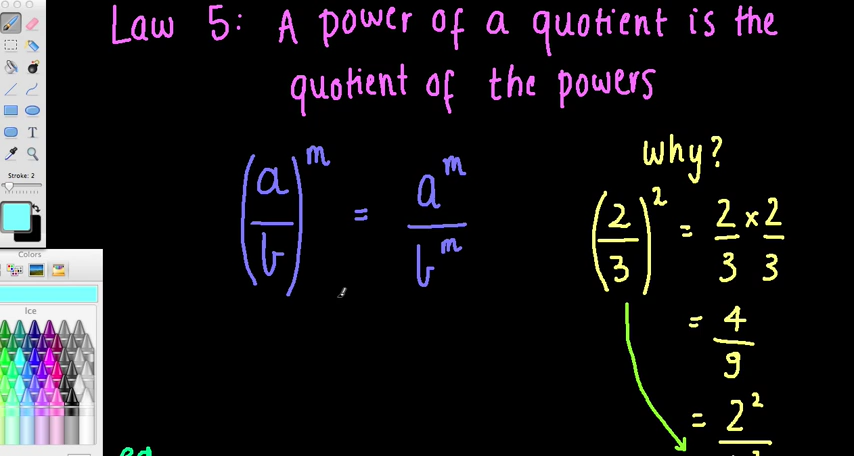 Law 5: A power of a quotient is the
quotient of the powers
(a/b)^m = a^m/b^m
Why?
(2/3)^2 = 2/3 × 2/3
= 4/9
= 2^2
eg
Stroke: 2
Colors
Ice
T